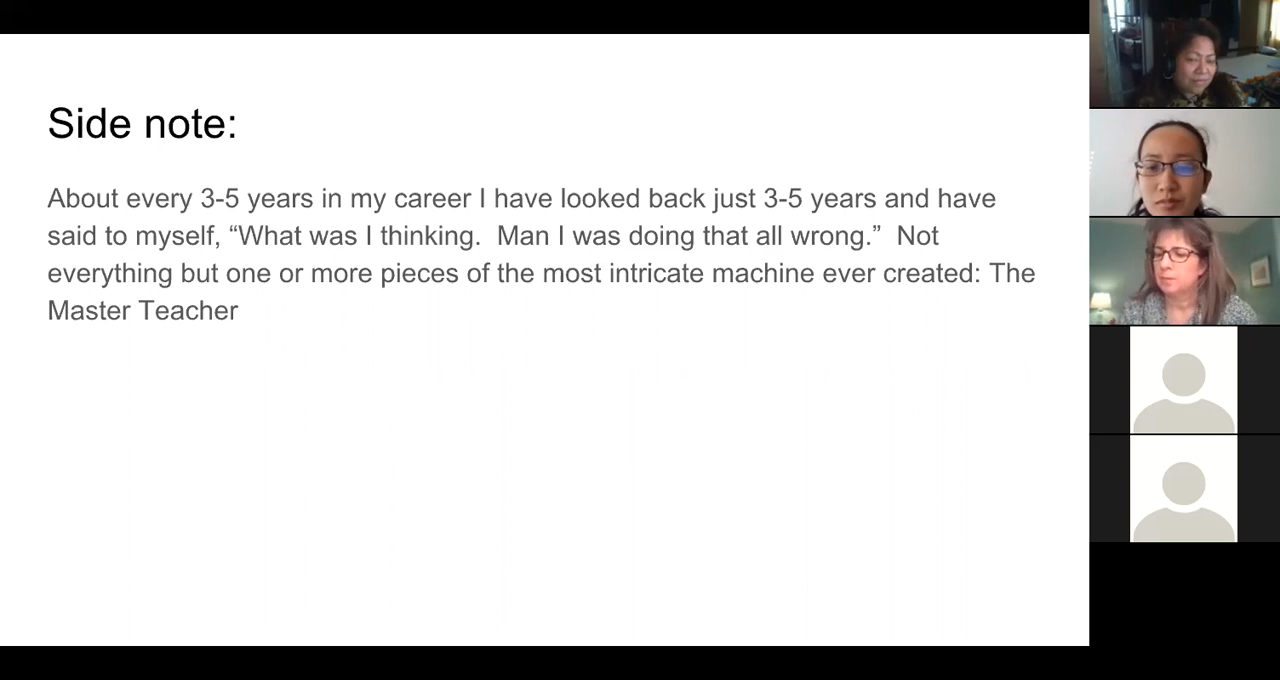 Side note:
About every 3-5 years in my career I have looked back just 3-5 years and have
said to myself, “What was I thinking.  Man I was doing that all wrong.”  Not
everything but one or more pieces of the most intricate machine ever created: The
Master Teacher